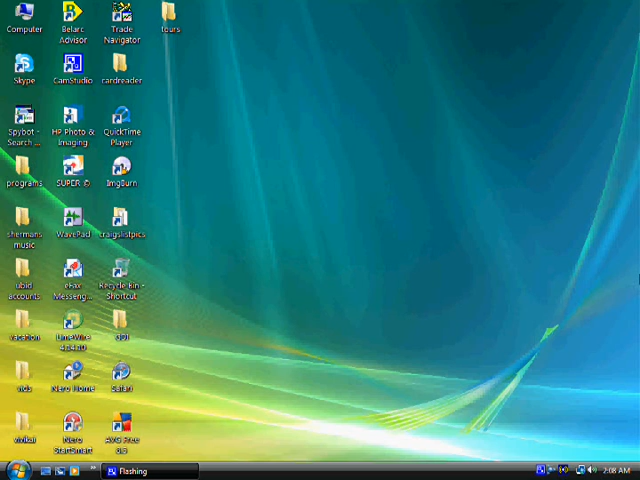 Computer
Belarc
Advisor
Trade
Navigator
tours
Skype
CamStudio
cardreader
Spybot -
Search ...
HP Photo &
Imaging
QuickTime
Player
programs
SUPER ©
ImgBurn
shermans
music
WavePad
craigslistpics
ubid
accounts
eFax
Messeng...
Recycle Bin -
Shortcut
vacation
LimeWire
vids
Nero Home
Safari
Nero
StartSmart
AVG Free
Flashing
2:08 AM